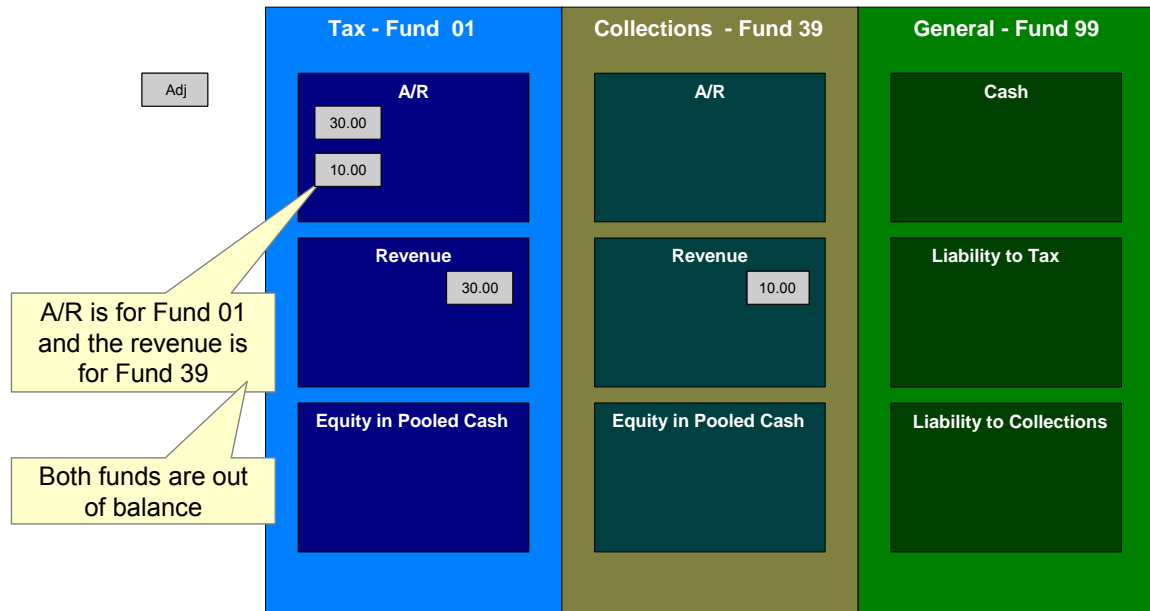 Tax - Fund 01
Collections - Fund 39
General - Fund 99
Adj
A/R
30.00
10.00
A/R
Cash
Revenue
30.00
Revenue
10.00
Liability to Tax
A/R is for Fund 01
and the revenue is
for Fund 39
Equity in Pooled Cash
Equity in Pooled Cash
Liability to Collections
Both funds are out
of balance